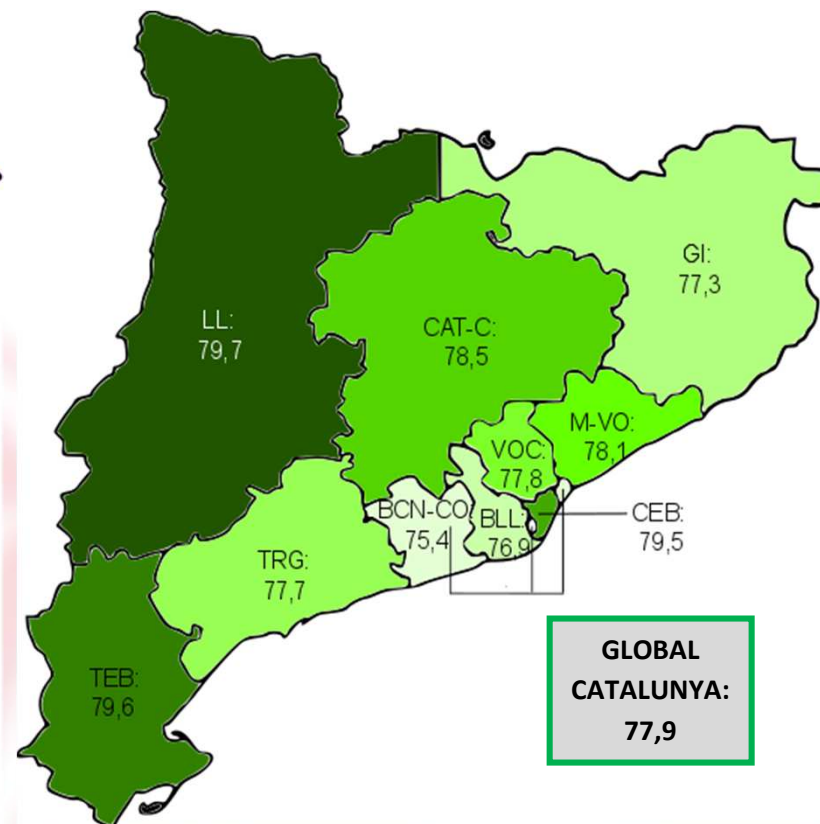 GI:
77,3
LL:
79,7
CAT-C:
78,5
M-VO:
78,1
VOC:
77,8
BCN-CO
75,4
BLL:
76,9
CEB:
79,5
TRG:
77,7
TEB:
79,6
GLOBAL
CATALUNYA:
77,9